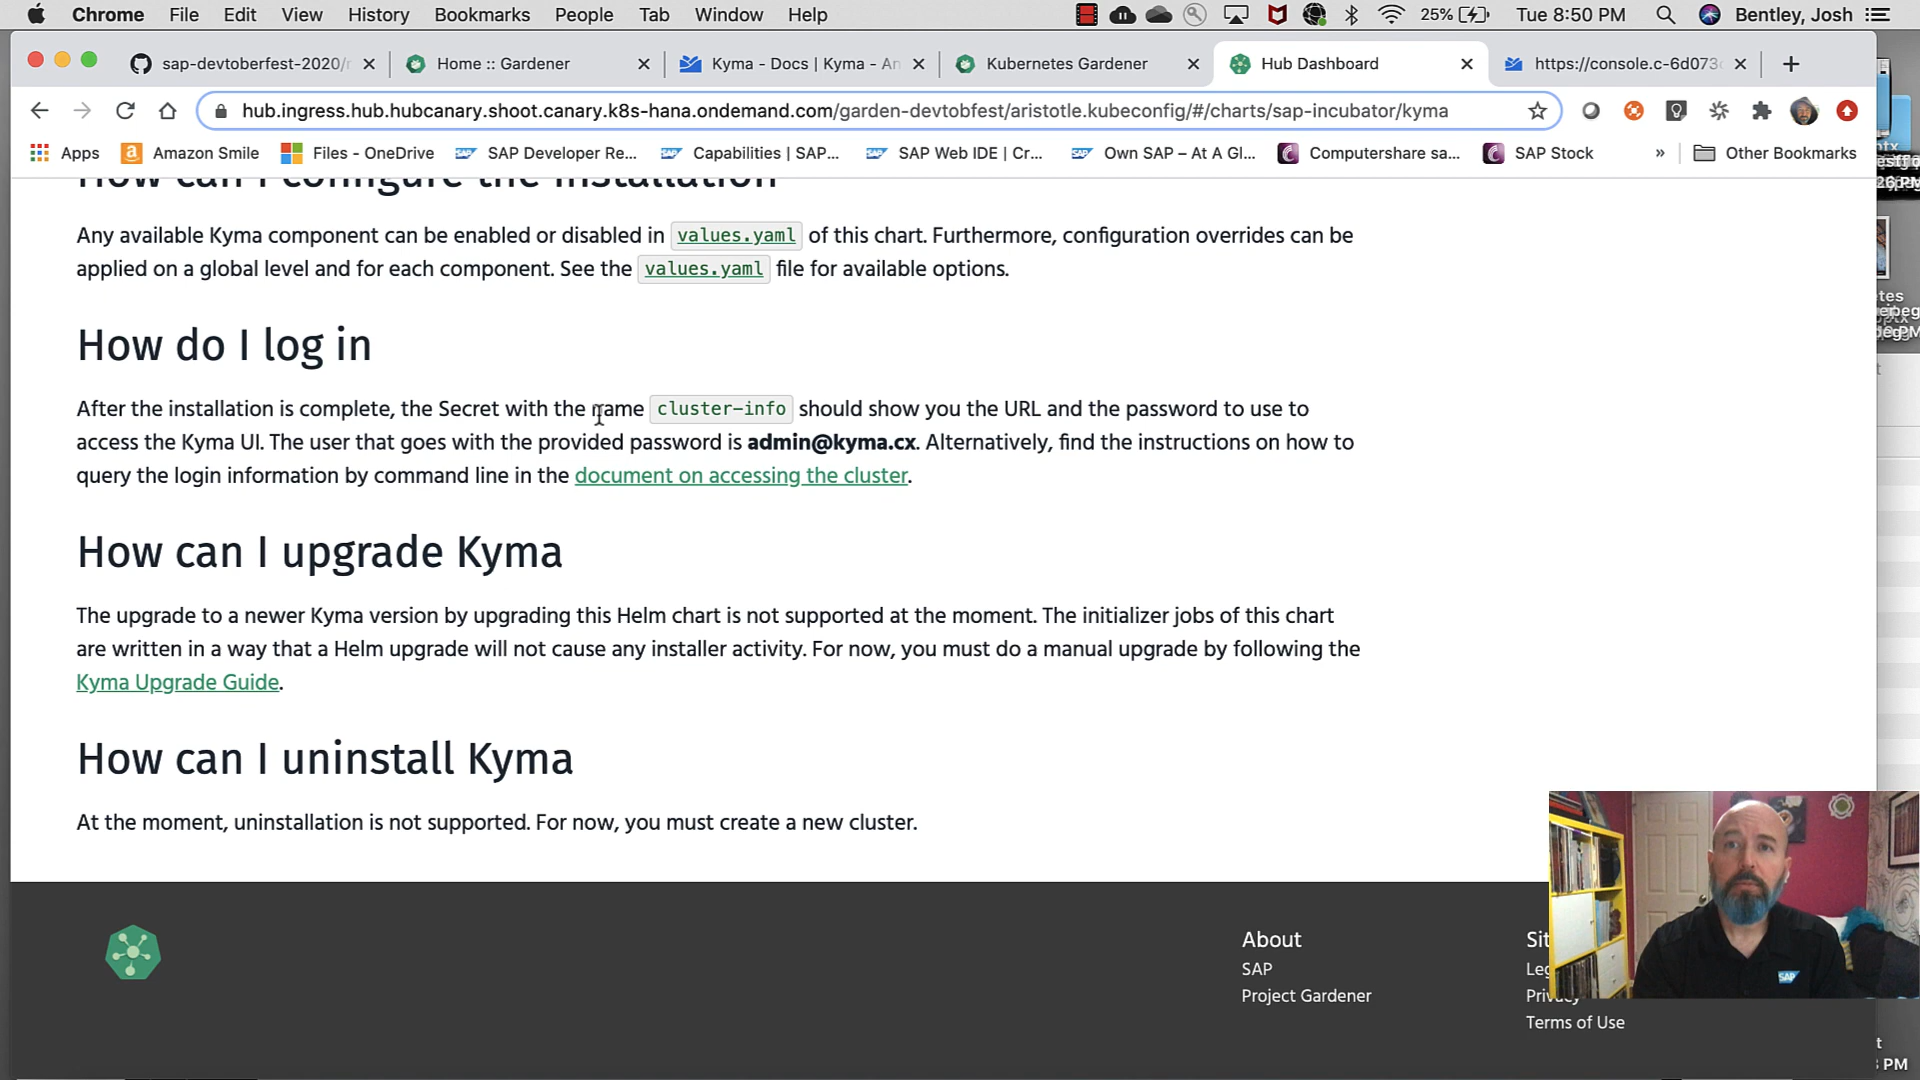 Chrome File Edit View History Bookmarks People Tab Window Help 25% Tue 8:50 PM Bentley, Josh
sap-devtoberfest-2020/ Home :: Gardener Kyma - Docs | Kyma - An Kubernetes Gardener Hub Dashboard https://console.c-6d073
hub.ingress.hub.hubcanary.shoot.canary.k8s-hana.ondemand.com/garden-devtobfest/aristotle.kubeconfig/#/charts/sap-incubator/kyma
Apps Amazon Smile Files - OneDrive SAP Developer Re... Capabilities | SAP... SAP Web IDE | Cr... Own SAP – At A Gl... Computershare sa... SAP Stock » Other Bookmarks
How can I configure the installation
Any available Kyma component can be enabled or disabled in values.yaml of this chart. Furthermore, configuration overrides can be
applied on a global level and for each component. See the values.yaml file for available options.
How do I log in
After the installation is complete, the Secret with the name cluster-info should show you the URL and the password to use to
access the Kyma UI. The user that goes with the provided password is admin@kyma.cx. Alternatively, find the instructions on how to
query the login information by command line in the document on accessing the cluster.
How can I upgrade Kyma
The upgrade to a newer Kyma version by upgrading this Helm chart is not supported at the moment. The initializer jobs of this chart
are written in a way that a Helm upgrade will not cause any installer activity. For now, you must do a manual upgrade by following the
Kyma Upgrade Guide.
How can I uninstall Kyma
At the moment, uninstallation is not supported. For now, you must create a new cluster.
About
SAP
Project Gardener
Sit
Leg
Privacy
Terms of Use
SAP
PM